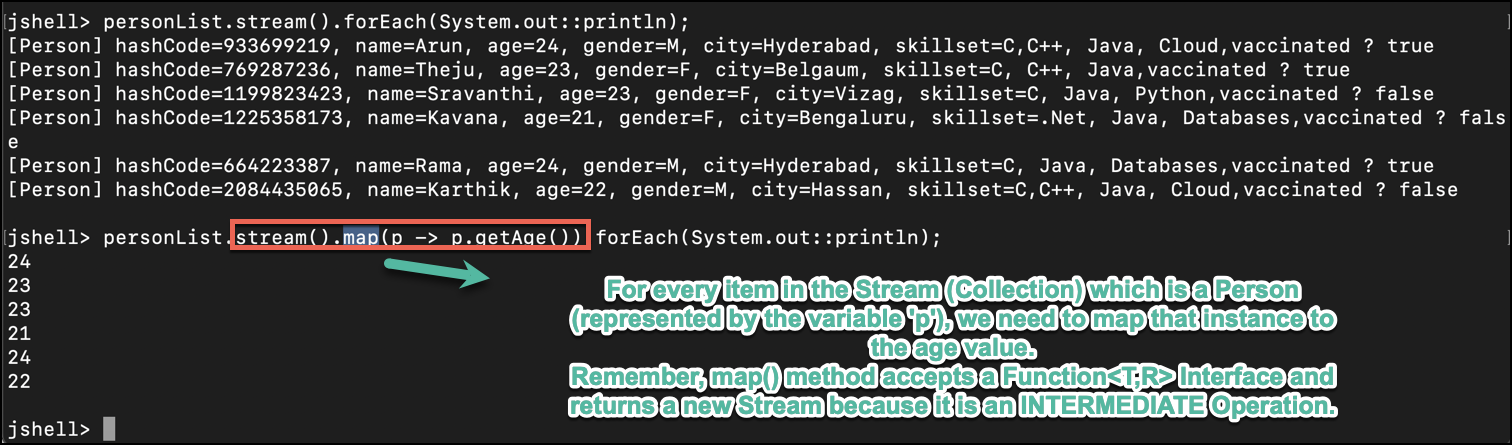 jshell> personList.stream().forEach(System.out::println);
[Person] hashCode=933699219, name=Arun, age=24, gender=M, city=Hyderabad, skillset=C,C++, Java, Cloud,vaccinated ? true
[Person] hashCode=769287236, name=Theju, age=23, gender=F, city=Belgaum, skillset=C, C++, Java,vaccinated ? true
[Person] hashCode=1199823423, name=Sravanthi, age=23, gender=F, city=Vizag, skillset=C, Java, Python,vaccinated ? false
[Person] hashCode=1225358173, name=Kavana, age=21, gender=F, city=Bengaluru, skillset=.Net, Java, Databases,vaccinated ? fals
e
[Person] hashCode=664223387, name=Rama, age=24, gender=M, city=Hyderabad, skillset=C, Java, Databases,vaccinated ? true
[Person] hashCode=2084435065, name=Karthik, age=22, gender=M, city=Hassan, skillset=C,C++, Java, Cloud,vaccinated ? false
jshell> personList.stream().map(p -> p.getAge()) forEach(System.out::println);
24
23
23
21
24
22
For every item in the Stream (Collection) which is a Person
(represented by the variable 'p'), we need to map that instance to
the age value.
Remember, map() method accepts a Function<T,R> Interface and
returns a new Stream because it is an INTERMEDIATE Operation.
jshell>